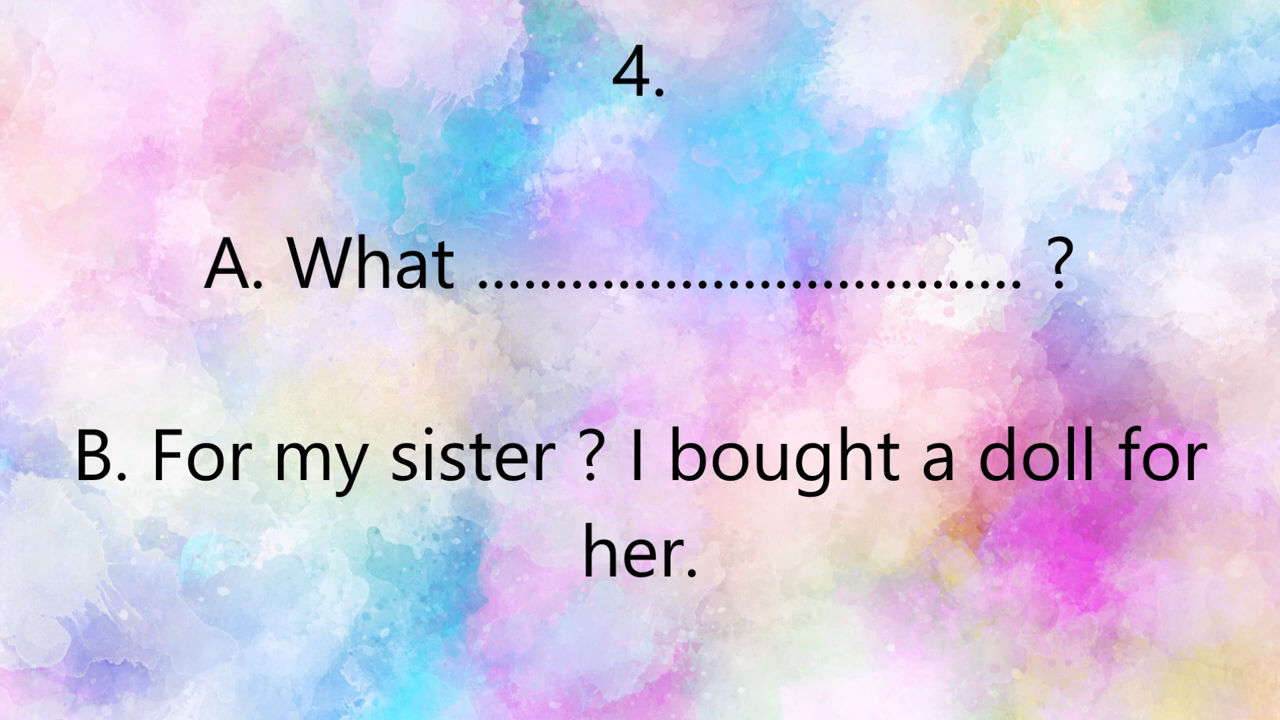 4.
A. What ................................... ?
B. For my sister ? I bought a doll for
her.